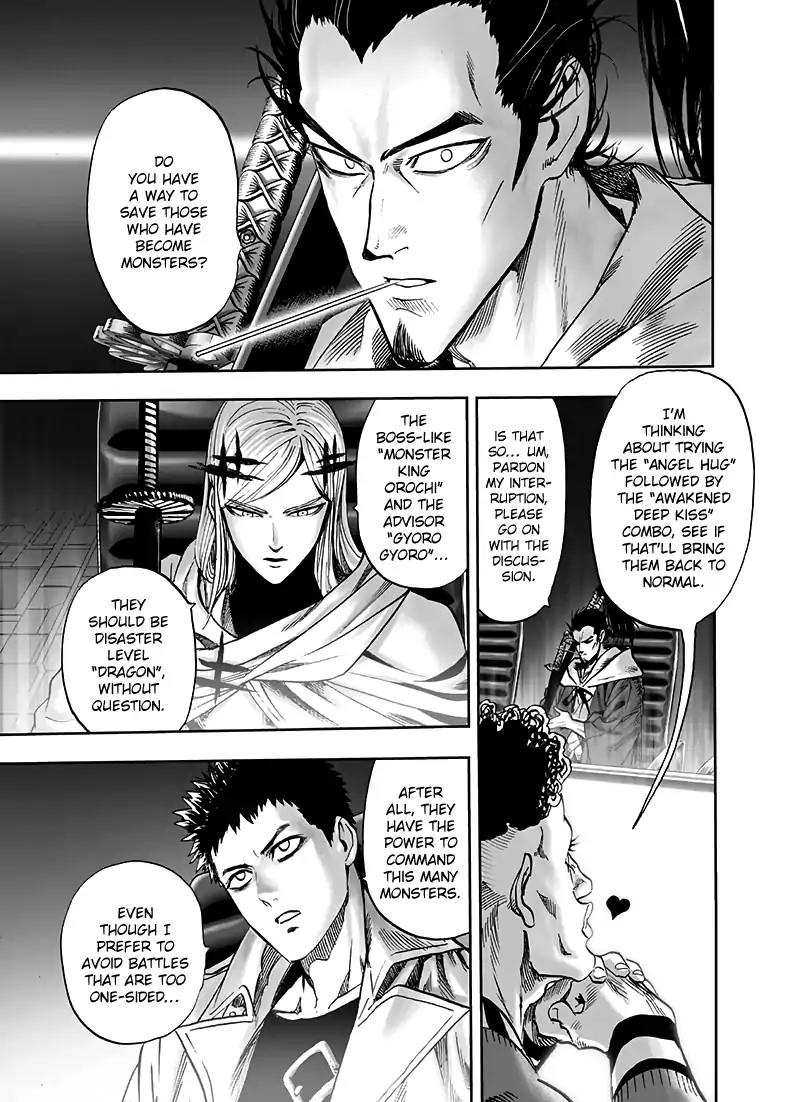 DO
YOU HAVE
A WAY TO
SAVE THOSE
WHO HAVE
BECOME
MONSTERS?
I'M
THINKING
ABOUT TRYING
THE "ANGEL HUG"
FOLLOWED BY
THE "AWAKENED
DEEP KISS"
COMBO, SEE IF
THAT'LL BRING
THEM BACK TO
NORMAL.
IS THAT
SO... UM,
PARDON
MY INTER-
RUPTION,
PLEASE
GO ON
WITH THE
DISCUS-
SION.
THE
BOSS-LIKE
"MONSTER
KING
OROCHI"
AND THE
ADVISOR
"GYORO
GYORO"...
THEY
SHOULD BE
DISASTER
LEVEL
"DRAGON",
WITHOUT
QUESTION.
AFTER
ALL, THEY
HAVE THE
POWER TO
COMMAND
THIS MANY
MONSTERS.
EVEN
THOUGH I
PREFER TO
AVOID BATTLES
THAT ARE TOO
ONE-SIDED...